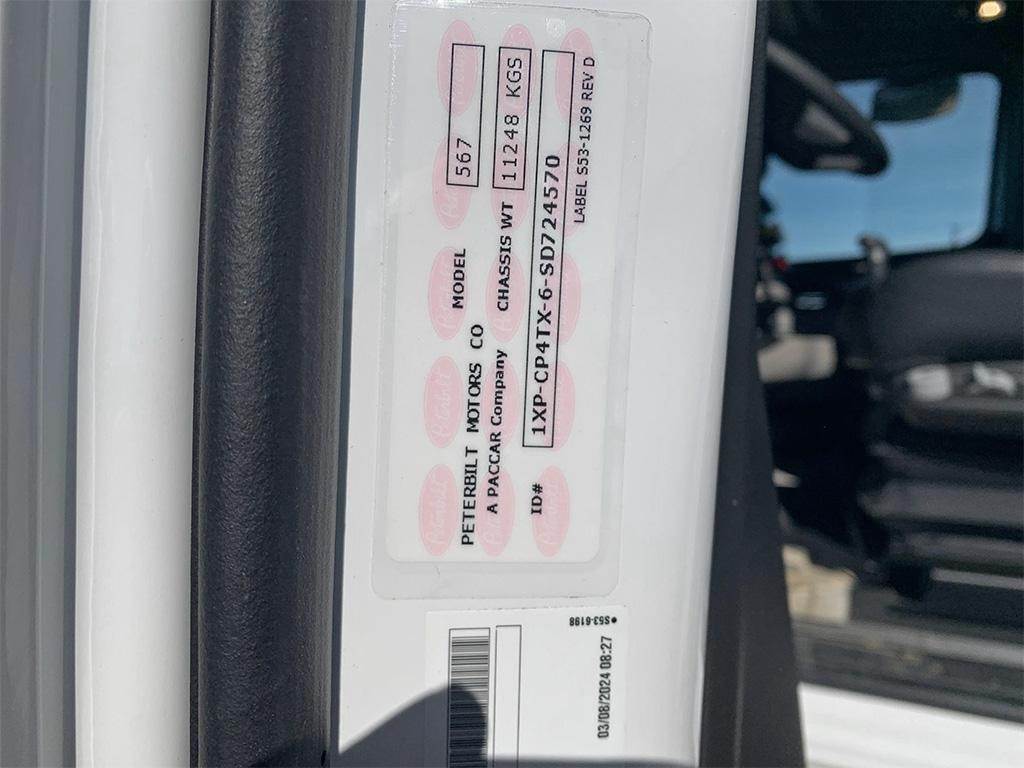 PETERBILT MOTORS CO MODEL 567
A PACCAR Company CHASSIS WT 11248 KGS
ID# 1XP-CP4TX-6-SD724570
LABEL S53-1269 REV D
S53-6198
03/08/2024 08:27